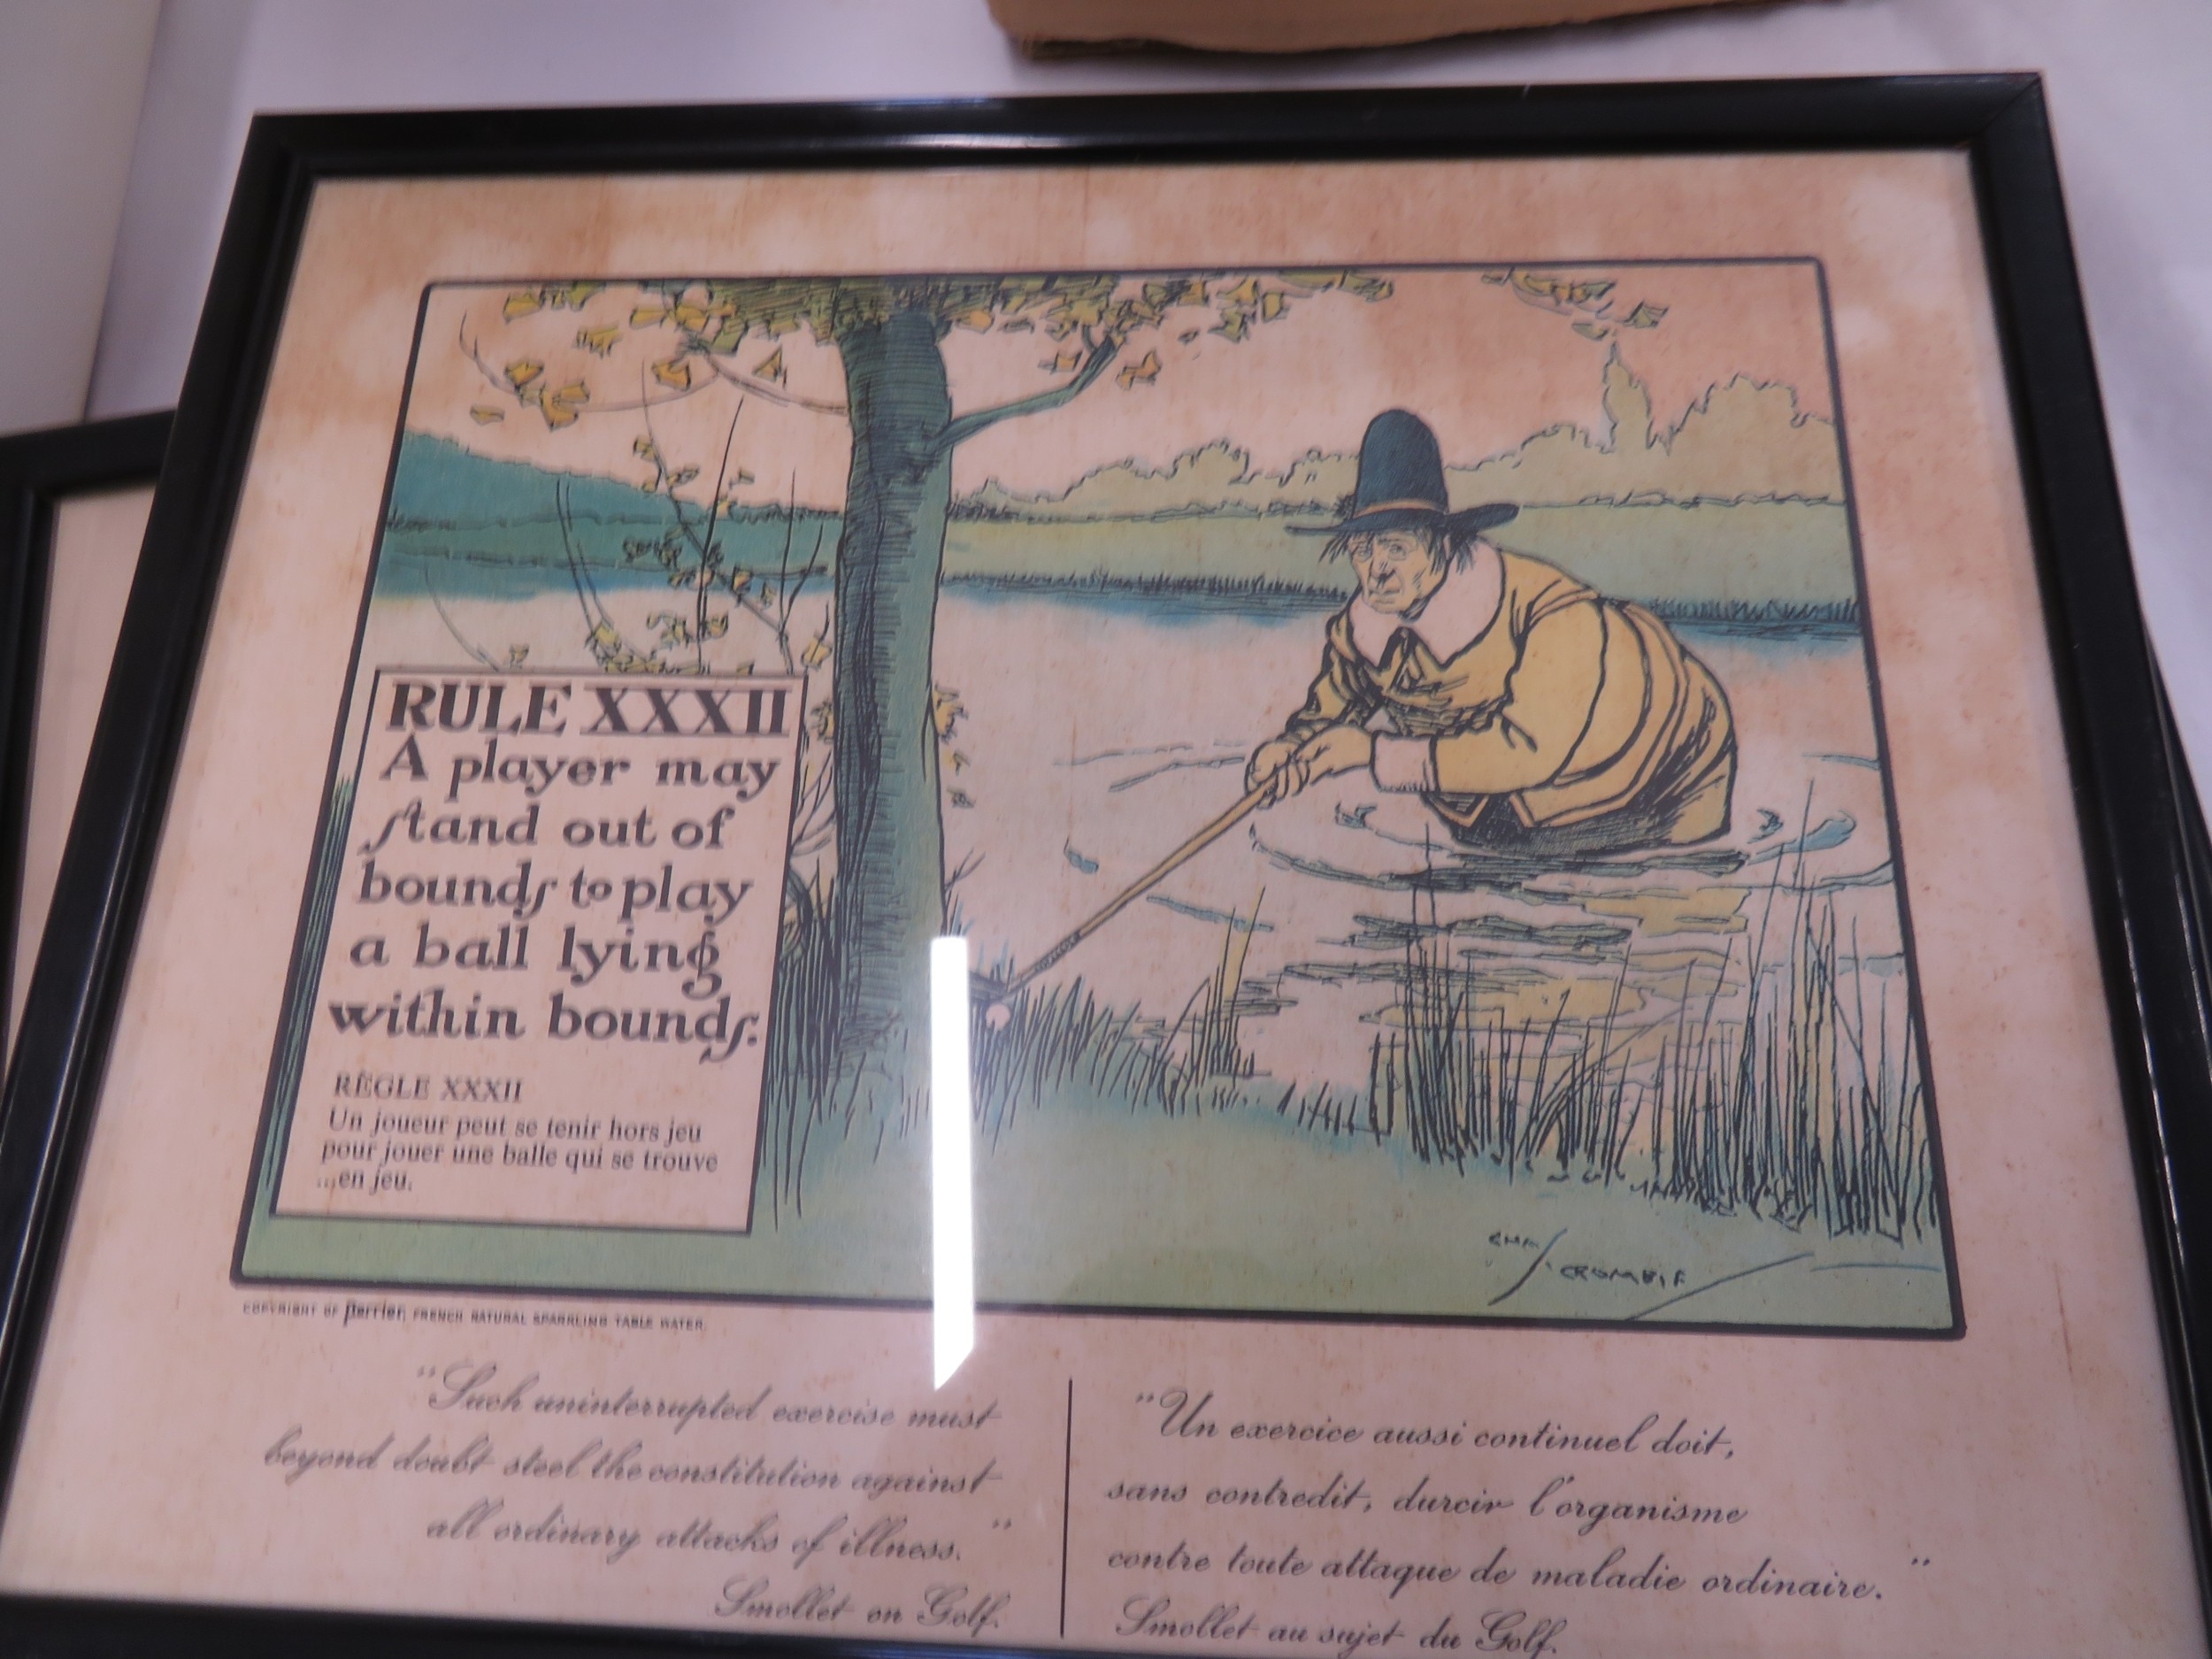 RULE XXXII
A player may
stand out of
bounds to play
a ball lying
within bounds.
RÈGLE XXXII
Un joueur peut se tenir hors jeu
pour jouer une balle qui se trouve
...en jeu.
CHAS. CROMBIE
COPYRIGHT OF Perrier, FRENCH NATURAL SPARKLING TABLE WATER.
"Such uninterrupted exercise must
beyond doubt steel the constitution against
all ordinary attacks of illness."
Smollet on Golf.
"Un exercice aussi continuel doit,
sans contredit, durcir l'organisme
contre toute attaque de maladie ordinaire."
Smollet au sujet du Golf.